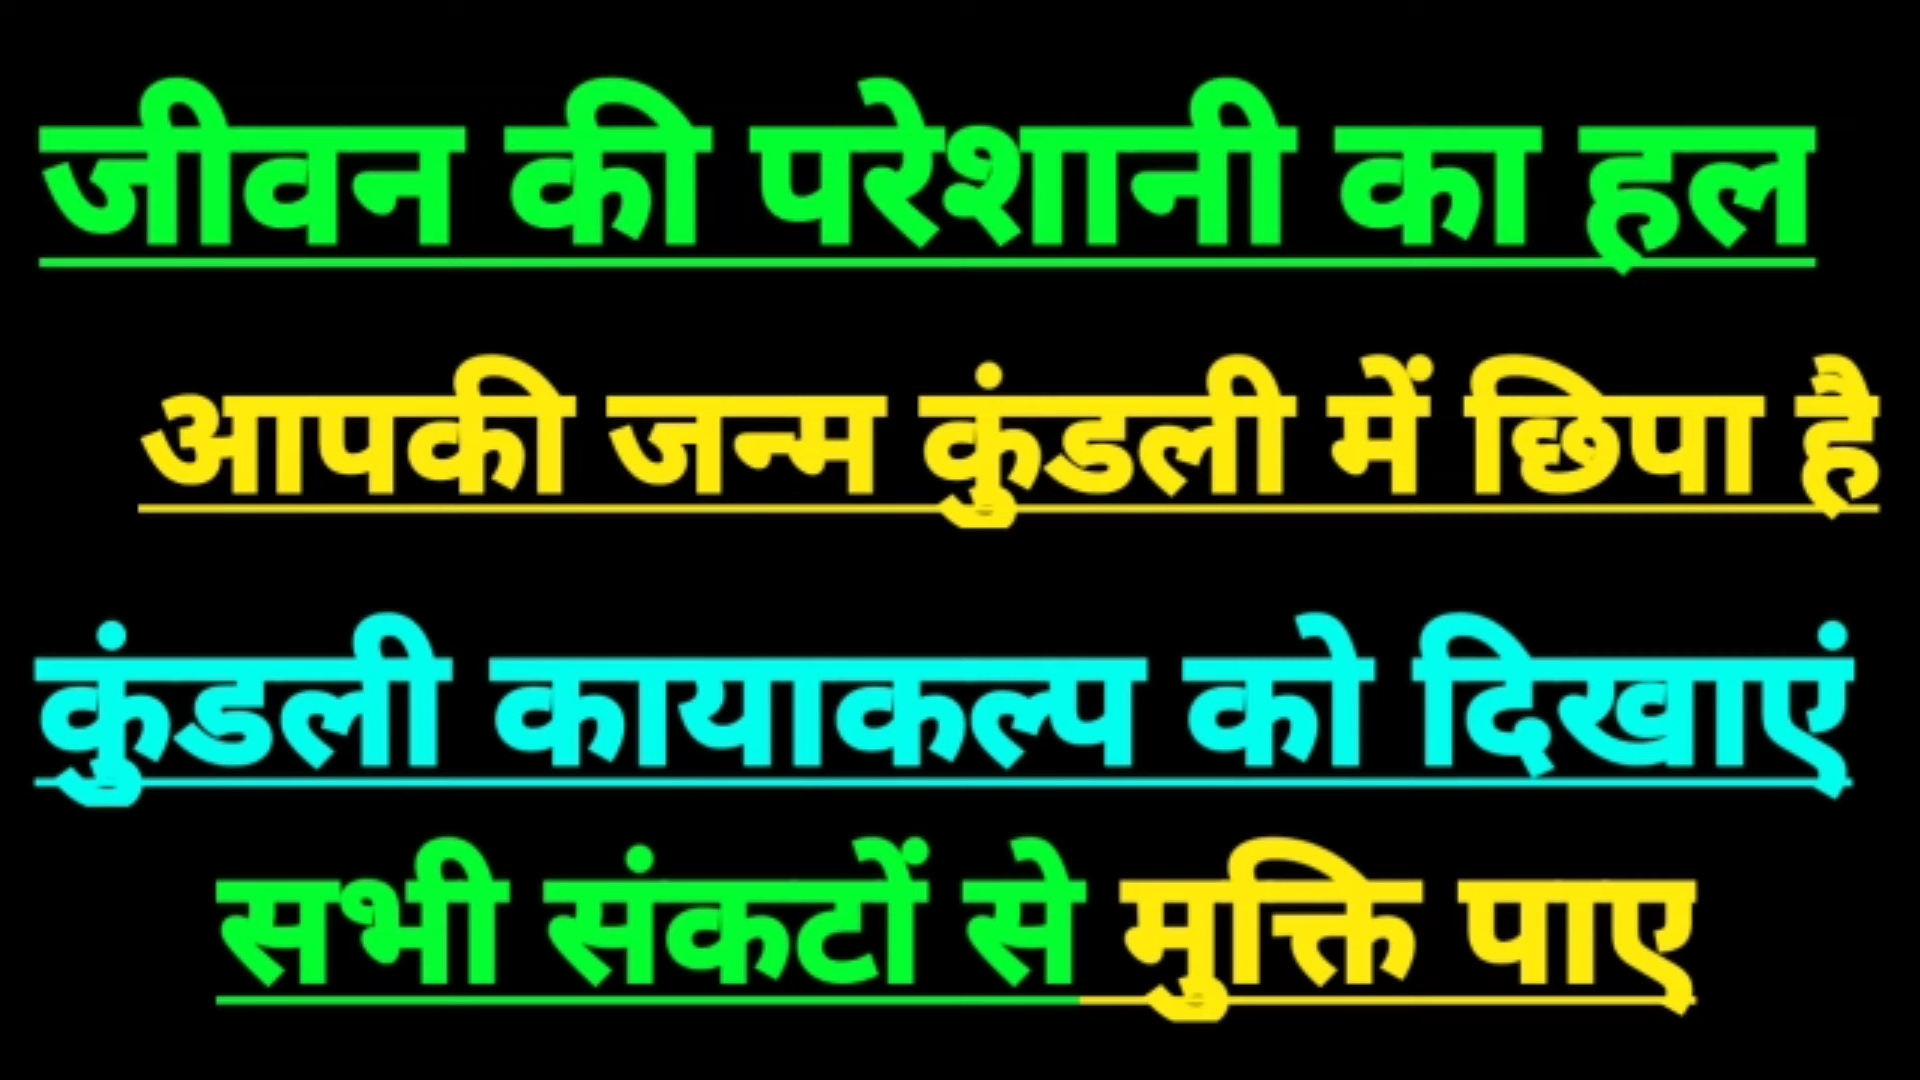 जीवन की परेशानी का हल
आपकी जन्म कुंडली में छिपा है
कुंडली कायाकल्प को दिखाएं
सभी संकटों से मुक्ति पाए